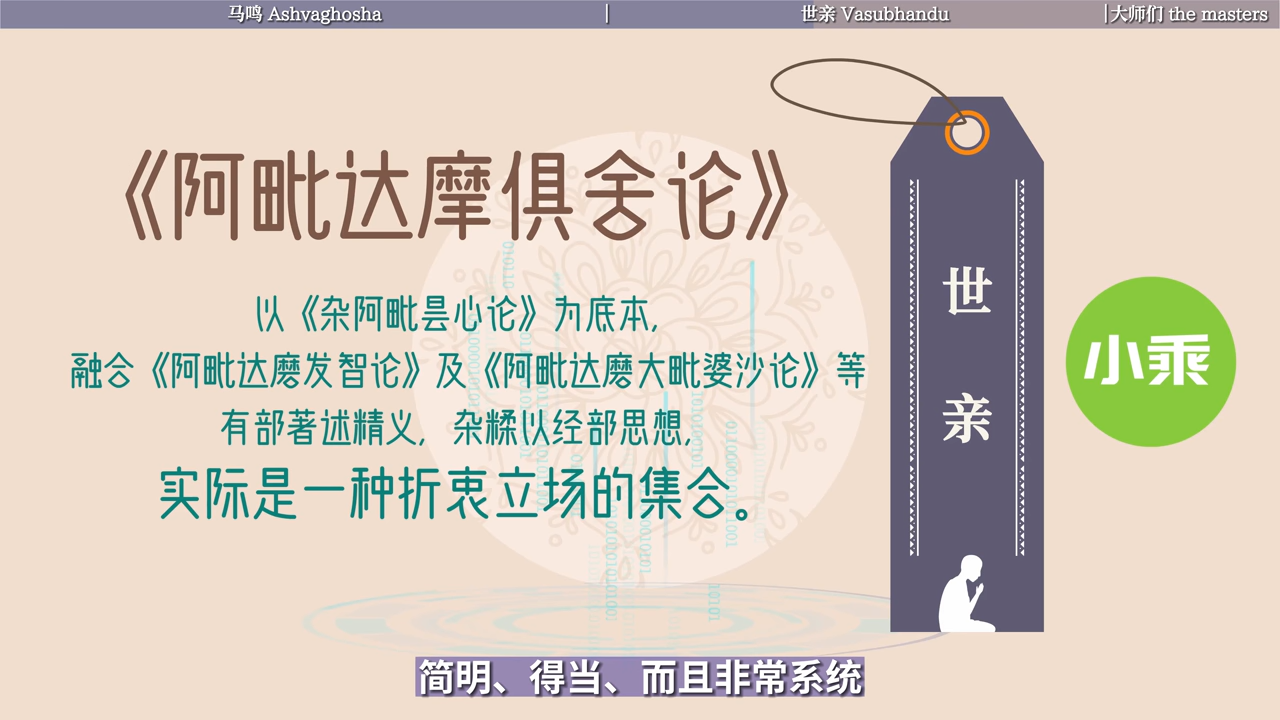 马鸣 Ashvaghosha | 世亲 Vasubhandu |大师们 the masters
《阿毗达摩俱舍论》
以《杂阿毗昙心论》为底本,
融合《阿毗达磨发智论》及《阿毗达磨大毗婆沙论》等
有部著述精义, 杂糅以经部思想,
实际是一种折衷立场的集合。
世亲
小乘
简明、得当、而且非常系统